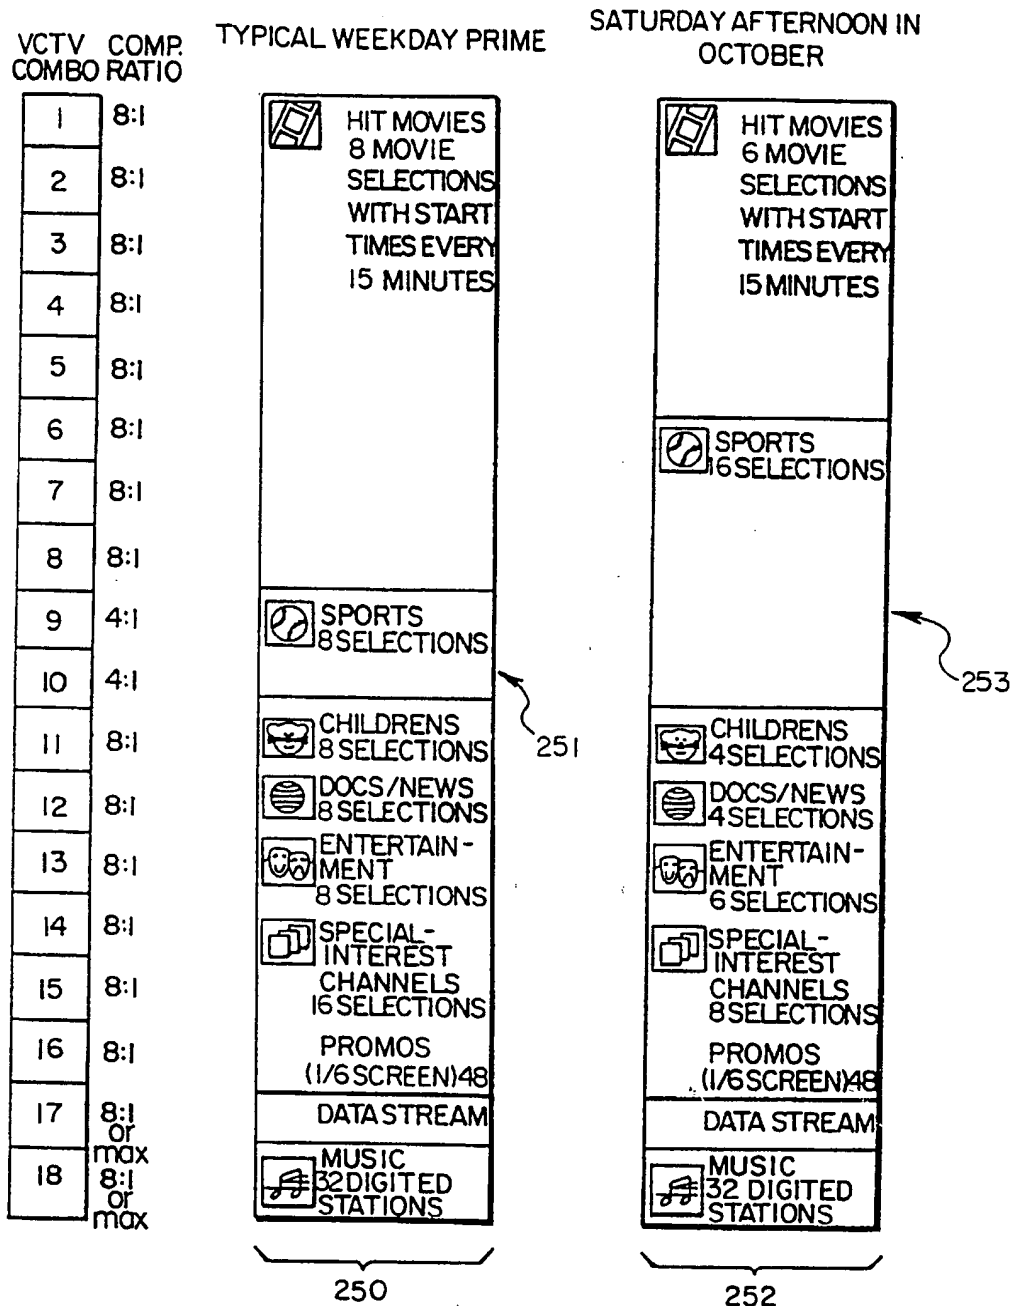 VCTV COMBO
COMP. RATIO
1 8:1
2 8:1
3 8:1
4 8:1
5 8:1
6 8:1
7 8:1
8 8:1
9 4:1
10 4:1
11 8:1
12 8:1
13 8:1
14 8:1
15 8:1
16 8:1
17 8:1 or max
18 8:1 or max
TYPICAL WEEKDAY PRIME
HIT MOVIES
8 MOVIE
SELECTIONS
WITH START
TIMES EVERY
15 MINUTES
SPORTS
8 SELECTIONS
251
CHILDRENS
8 SELECTIONS
DOCS/NEWS
8 SELECTIONS
ENTERTAIN-
MENT
8 SELECTIONS
SPECIAL-
INTEREST
CHANNELS
16 SELECTIONS
PROMOS
(1/6 SCREEN) 48
DATA STREAM
MUSIC
32 DIGITED
STATIONS
250
SATURDAY AFTERNOON IN
OCTOBER
HIT MOVIES
6 MOVIE
SELECTIONS
WITH START
TIMES EVERY
15 MINUTES
SPORTS
16 SELECTIONS
253
CHILDRENS
4 SELECTIONS
DOCS/NEWS
4 SELECTIONS
ENTERTAIN-
MENT
6 SELECTIONS
SPECIAL-
INTEREST
CHANNELS
8 SELECTIONS
PROMOS
(1/6 SCREEN) 48
DATA STREAM
MUSIC
32 DIGITED
STATIONS
252